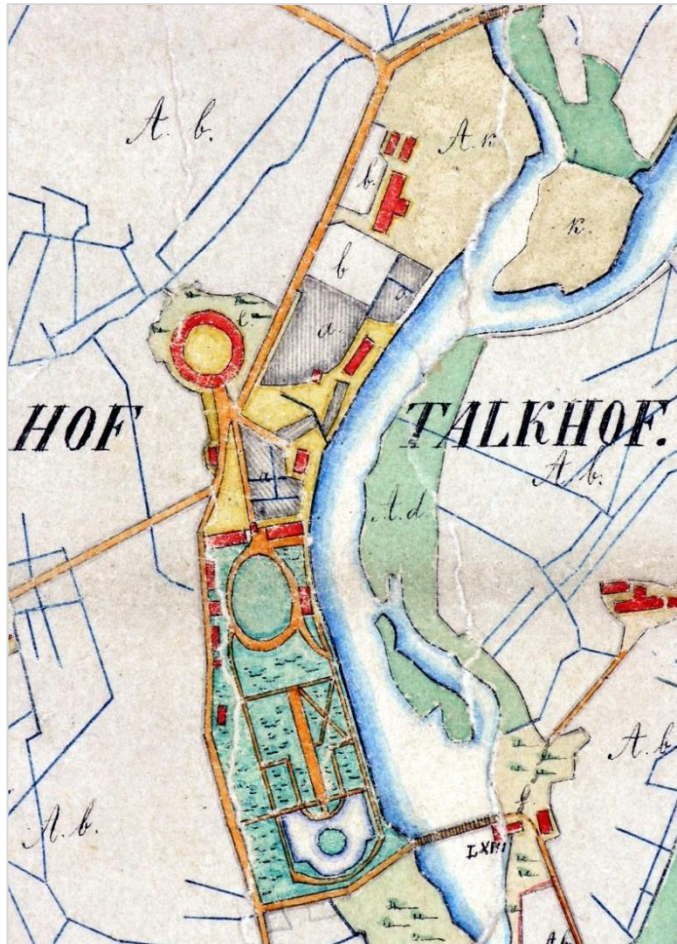 A. b.
A. k.
b.
k.
b
a
a.
b.
HOF
TALKHOF.
A. b.
a
A. d.
A. b.
A. b.
LXIII
A b